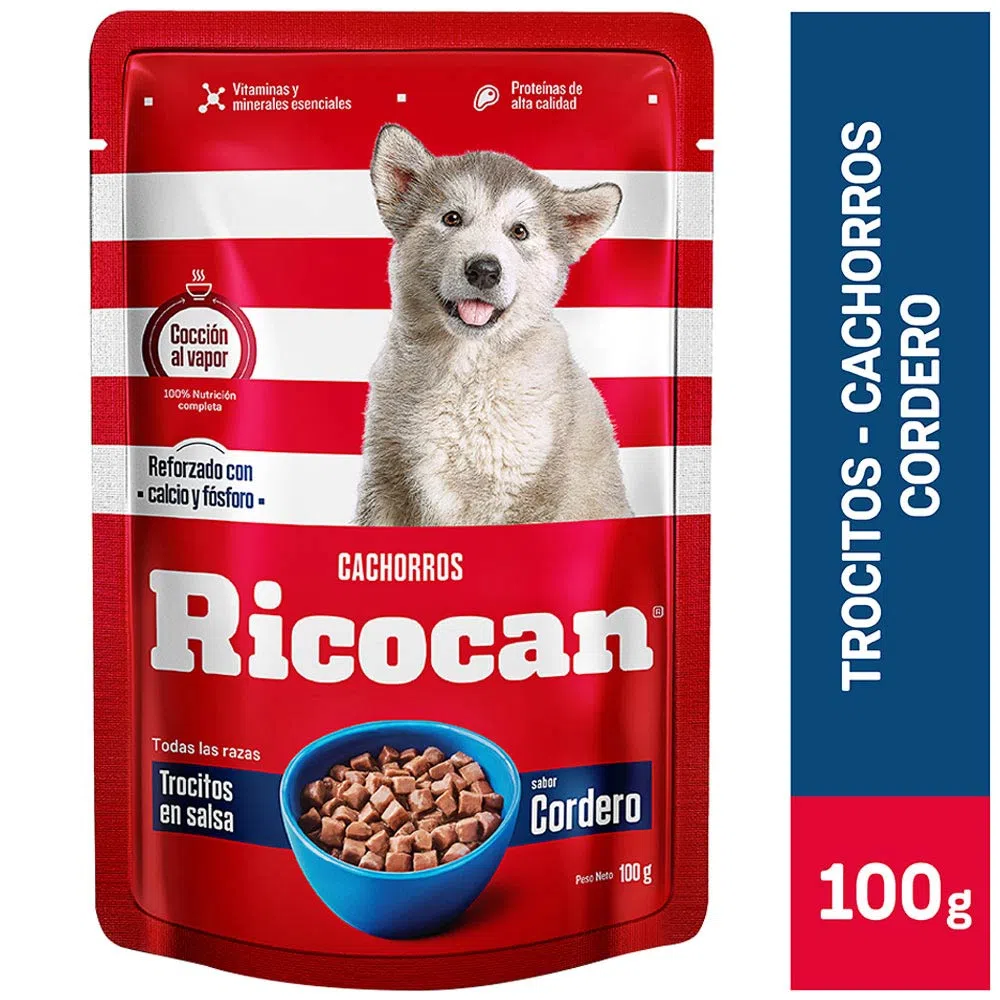 Vitaminas y
minerales esenciales
Proteínas de
alta calidad
Cocción
al vapor
100% Nutrición
completa
Reforzado con
calcio y fósforo
CACHORROS
Ricocan®
Todas las razas
Trocitos
en salsa
sabor
Cordero
Peso Neto 100 g
TROCITOS - CACHORROS
CORDERO
100g